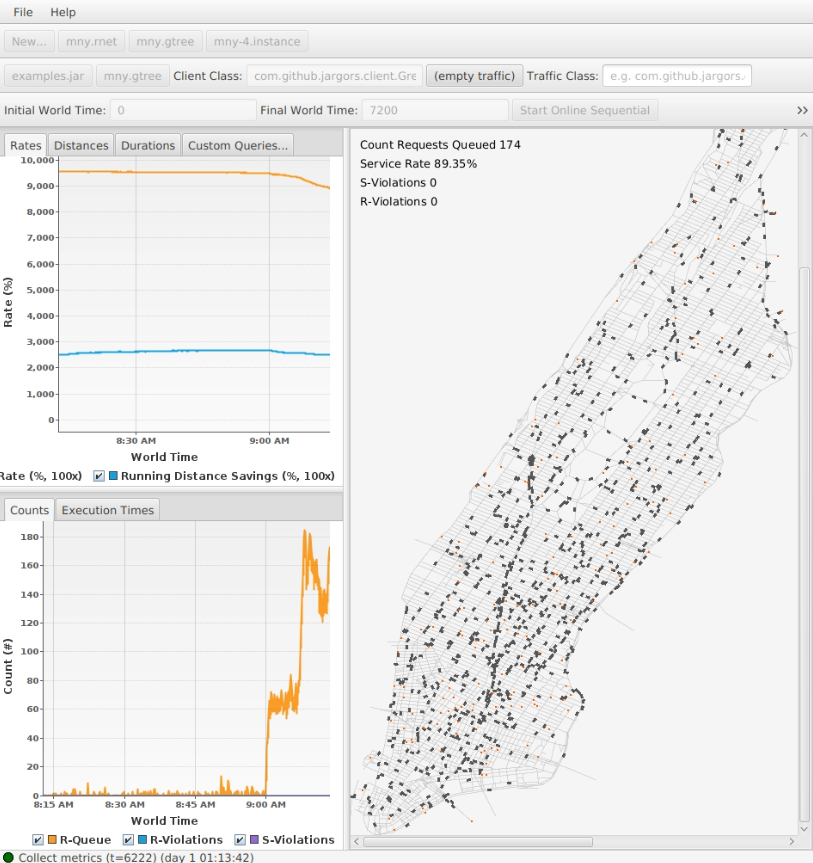 File Help
New... mny.rnet mny.gtree mny-4.instance
examples.jar mny.gtree Client Class: com.github.jargors.client.Gre (empty traffic) Traffic Class: e.g. com.github.jargors.
Initial World Time: 0 Final World Time: 7200 Start Online Sequential >>
Rates Distances Durations Custom Queries...
10,000
9,000
8,000
7,000
6,000
5,000
4,000
3,000
2,000
1,000
0
Rate (%)
8:30 AM 9:00 AM
World Time
Rate (%, 100x) Running Distance Savings (%, 100x)
Counts Execution Times
180
160
140
120
100
80
60
40
20
0
Count (#)
8:15 AM 8:30 AM 8:45 AM 9:00 AM
World Time
R-Queue R-Violations S-Violations
Count Requests Queued 174
Service Rate 89.35%
S-Violations 0
R-Violations 0
Collect metrics (t=6222) (day 1 01:13:42)